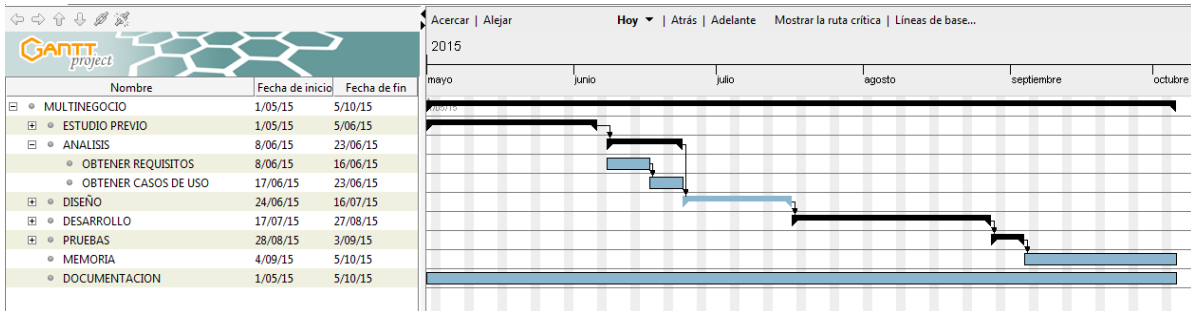 Acercar | Alejar Hoy | Atrás | Adelante Mostrar la ruta crítica | Líneas de base...
GANTT project
2015
Nombre Fecha de inicio Fecha de fin
mayo junio julio agosto septiembre octubre
MULTINEGOCIO 1/05/15 5/10/15
ESTUDIO PREVIO 1/05/15 5/06/15
ANALISIS 8/06/15 23/06/15
OBTENER REQUISITOS 8/06/15 16/06/15
OBTENER CASOS DE USO 17/06/15 23/06/15
DISEÑO 24/06/15 16/07/15
DESARROLLO 17/07/15 27/08/15
PRUEBAS 28/08/15 3/09/15
MEMORIA 4/09/15 5/10/15
DOCUMENTACION 1/05/15 5/10/15